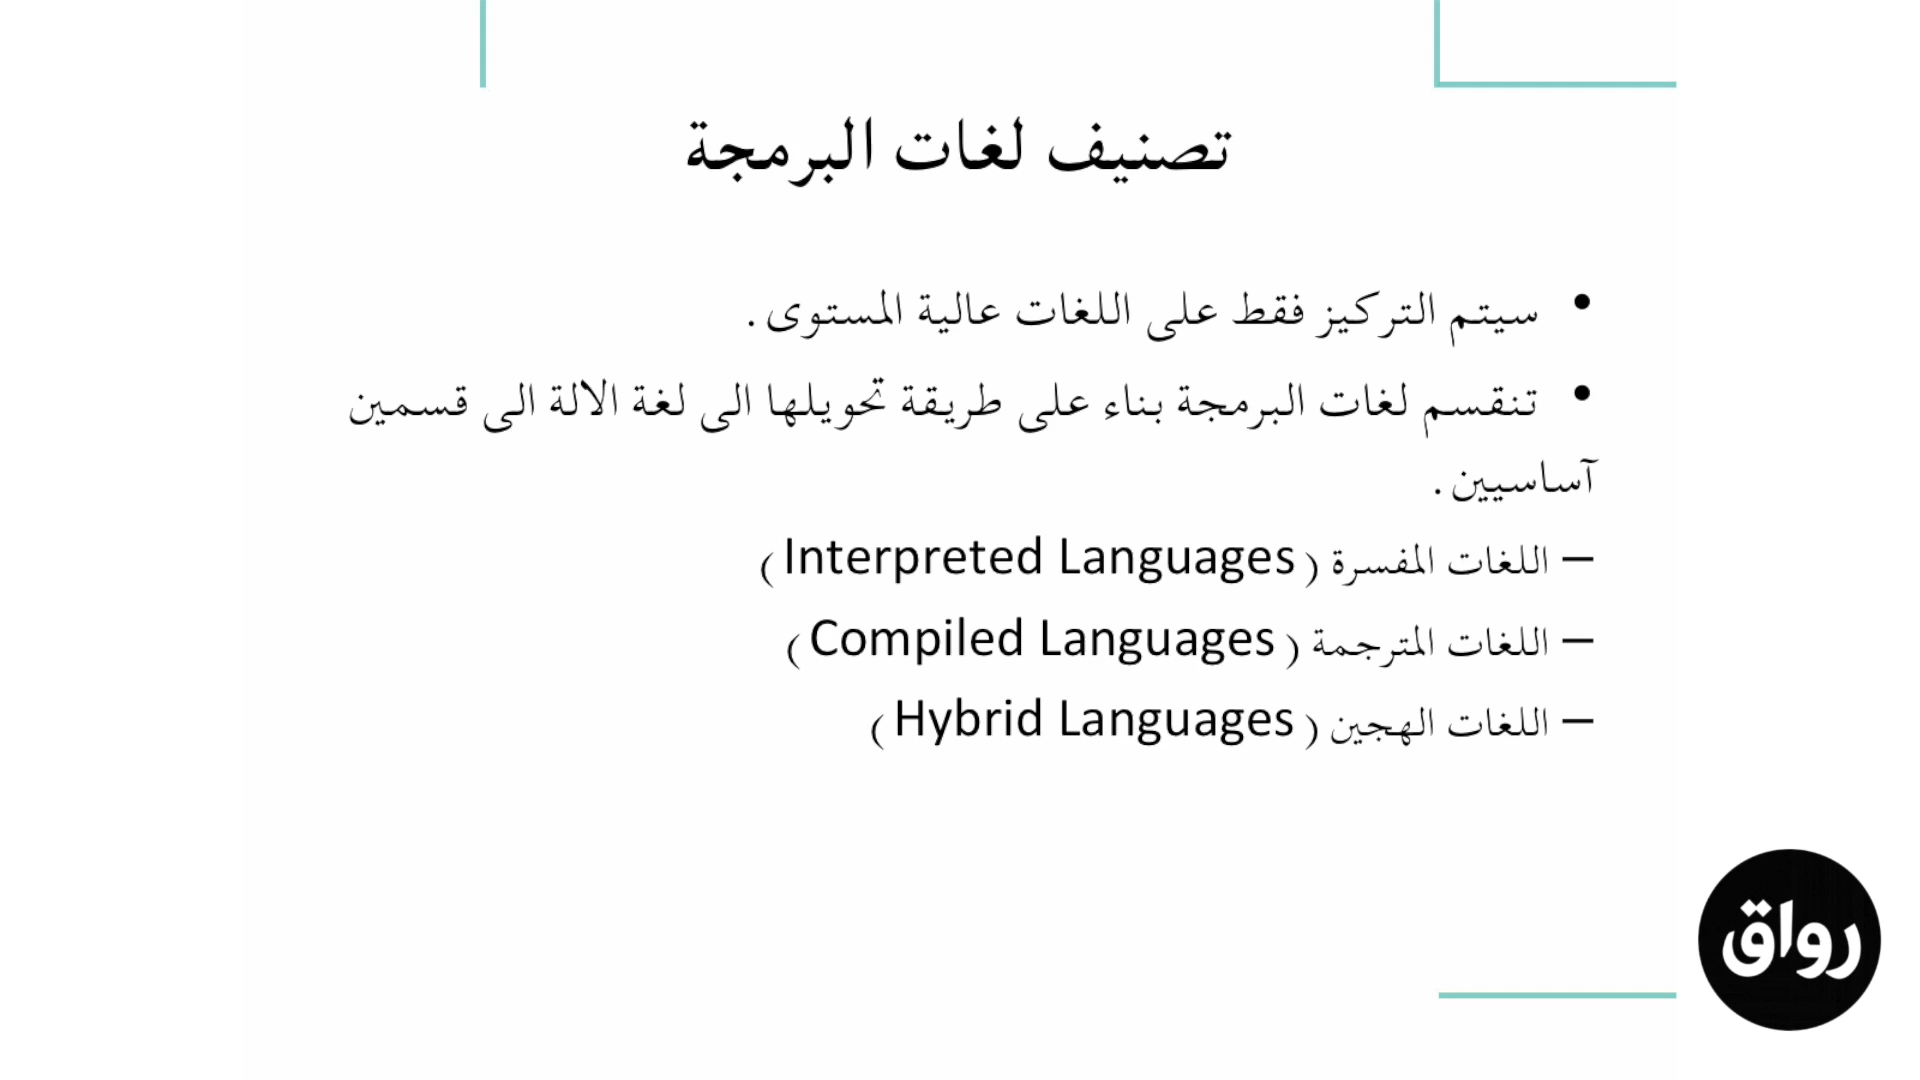 تصنيف لغات البرمجة
• سيتم التركيز فقط على اللغات عالية المستوى .
• تنقسم لغات البرمجة بناء على طريقة تحويلها الى لغة الالة الى قسمين
آساسيين .
– اللغات المفسرة ( Interpreted Languages )
– اللغات المترجمة ( Compiled Languages )
– اللغات الهجين ( Hybrid Languages )
رواق